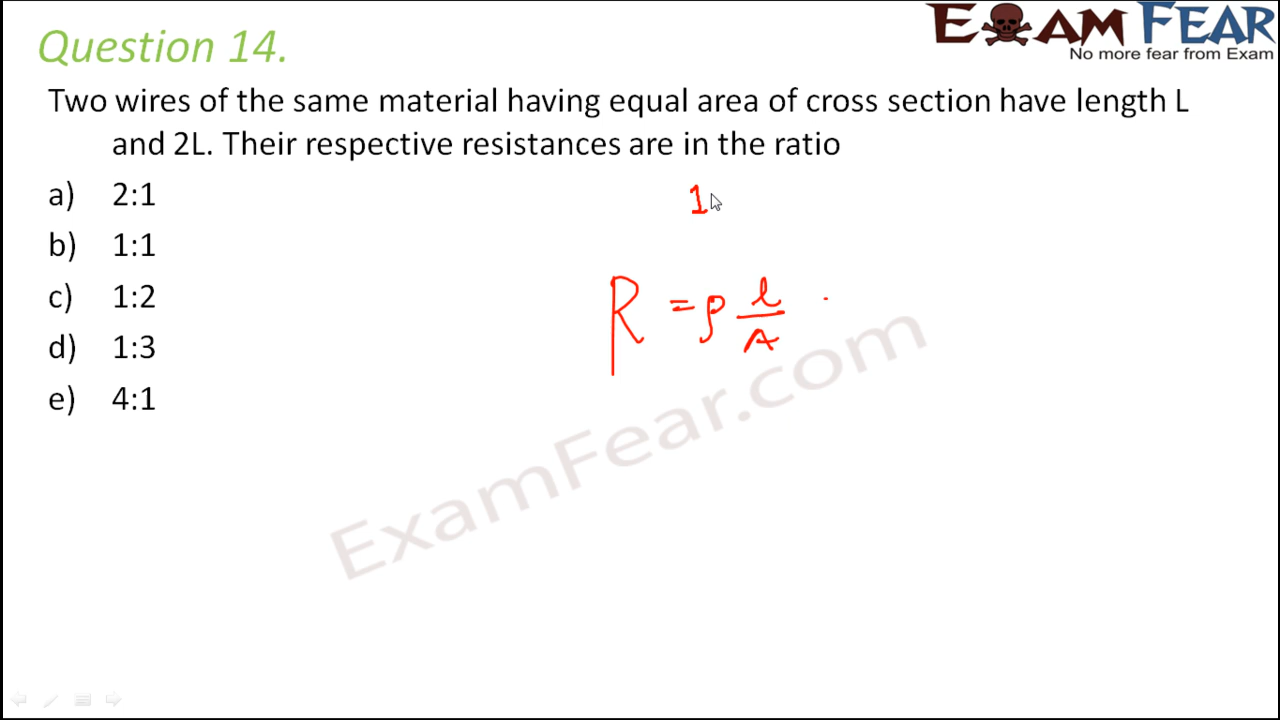 EXAM FEAR
No more fear from Exam
Question 14.
Two wires of the same material having equal area of cross section have length L
and 2L. Their respective resistances are in the ratio
a) 2:1
b) 1:1
c) 1:2
d) 1:3
e) 4:1
1
R = ρ l/A
ExamFear.com